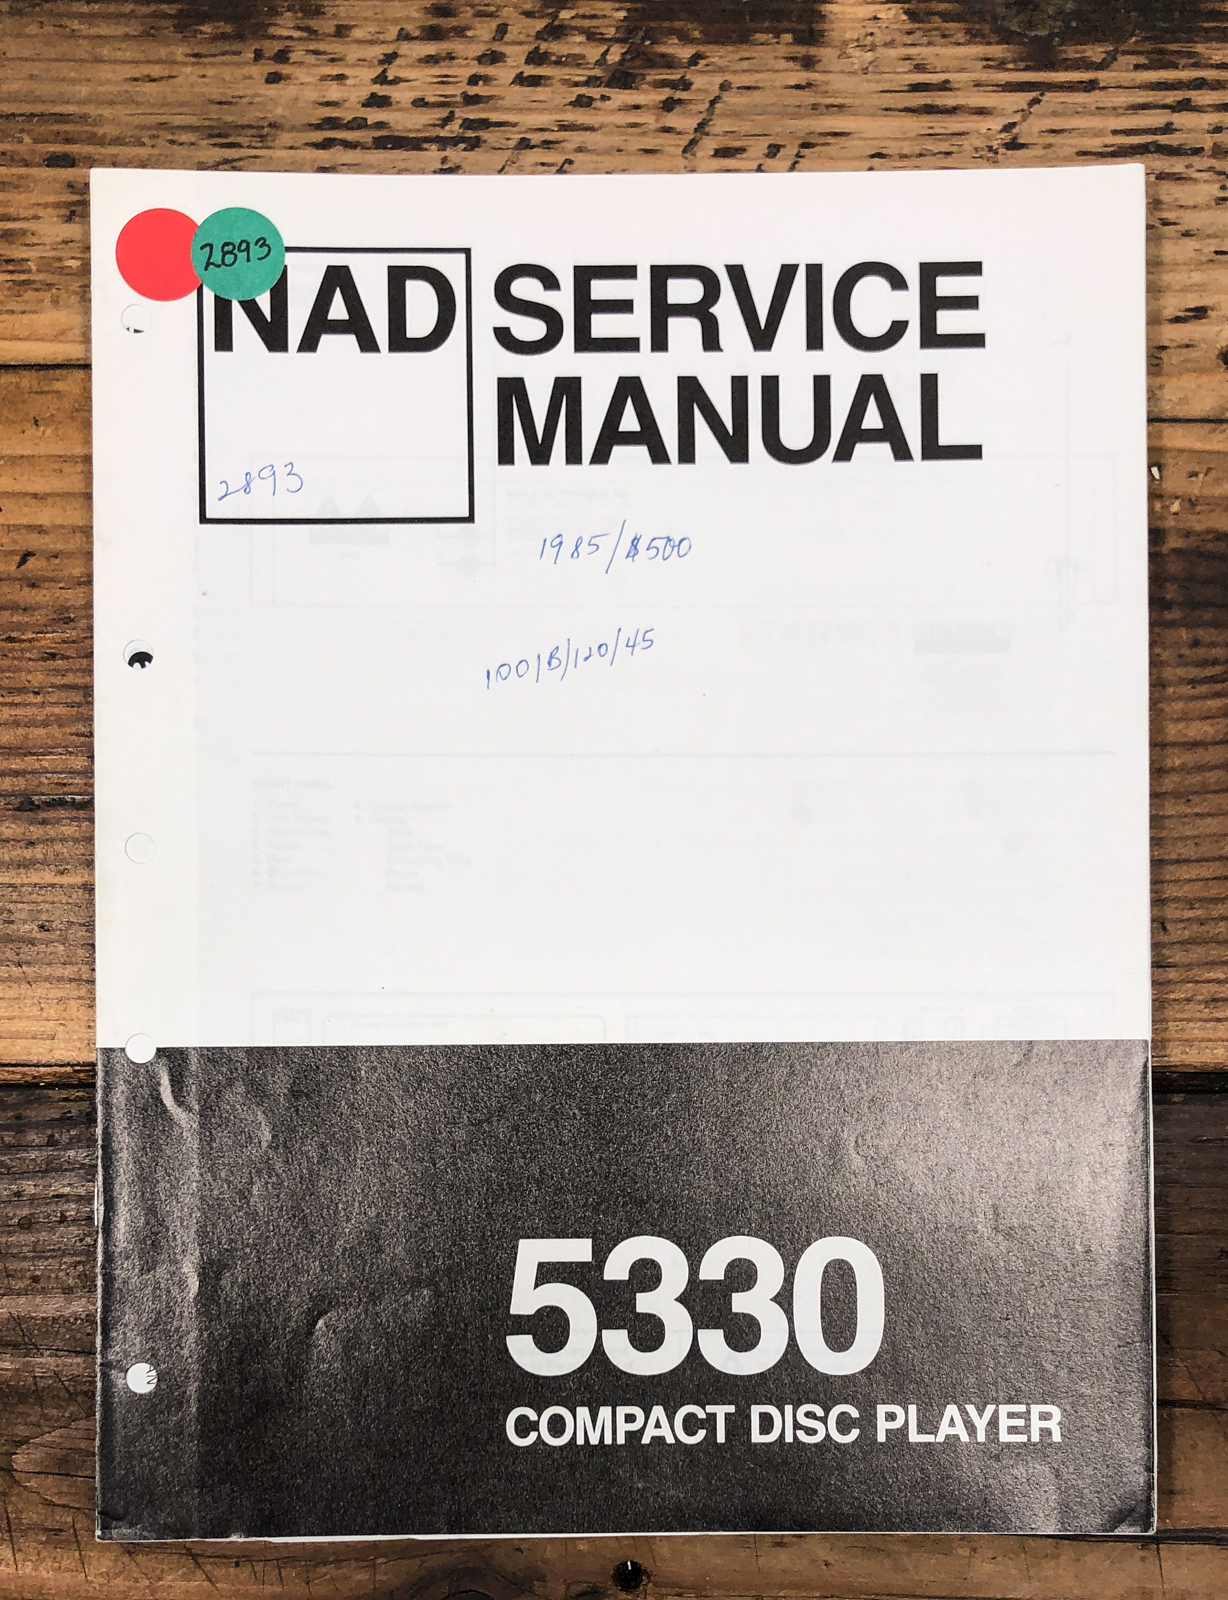 2893
NAD SERVICE
MANUAL
2893
1985/$500
100/B/120/45
5330
COMPACT DISC PLAYER